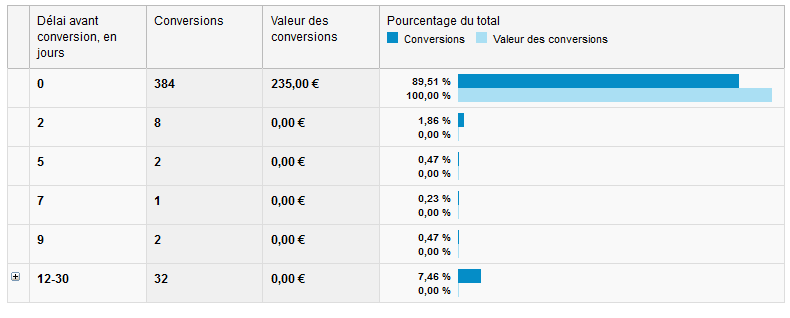 Délai avant conversion, en jours Conversions Valeur des conversions Pourcentage du total
Conversions Valeur des conversions
0 384 235,00 € 89,51 %
100,00 %
2 8 0,00 € 1,86 %
0,00 %
5 2 0,00 € 0,47 %
0,00 %
7 1 0,00 € 0,23 %
0,00 %
9 2 0,00 € 0,47 %
0,00 %
12-30 32 0,00 € 7,46 %
0,00 %